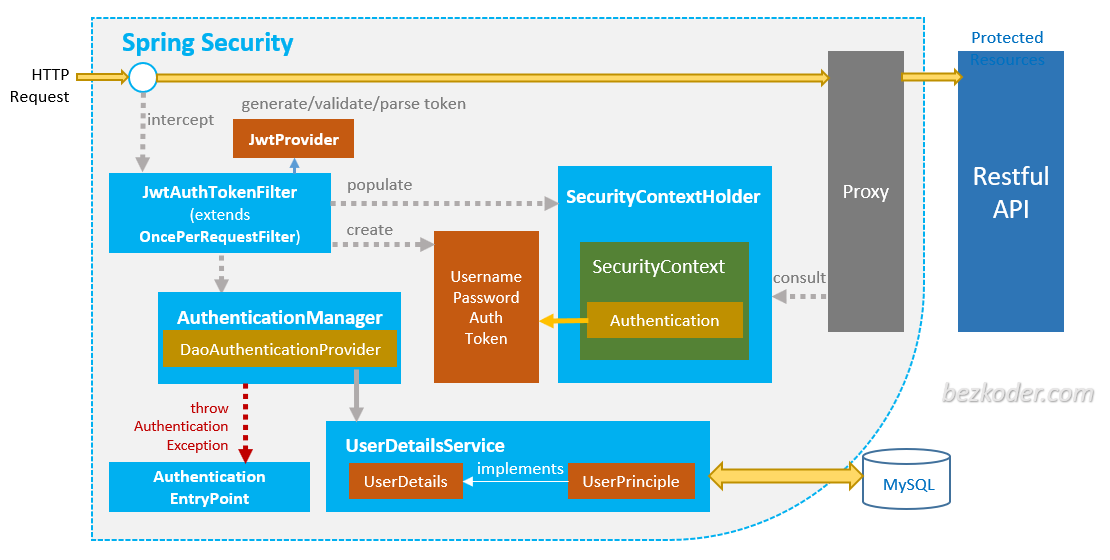 Spring Security
Protected
Resources
HTTP
Request
generate/validate/parse token
intercept
JwtProvider
JwtAuthTokenFilter
(extends
OncePerRequestFilter)
populate
create
SecurityContextHolder
SecurityContext
Authentication
Username
Password
Auth
Token
consult
Proxy
Restful
API
AuthenticationManager
DaoAuthenticationProvider
throw
Authentication
Exception
bezkoder.com
Authentication
EntryPoint
UserDetailsService
UserDetails
implements
UserPrinciple
MySQL